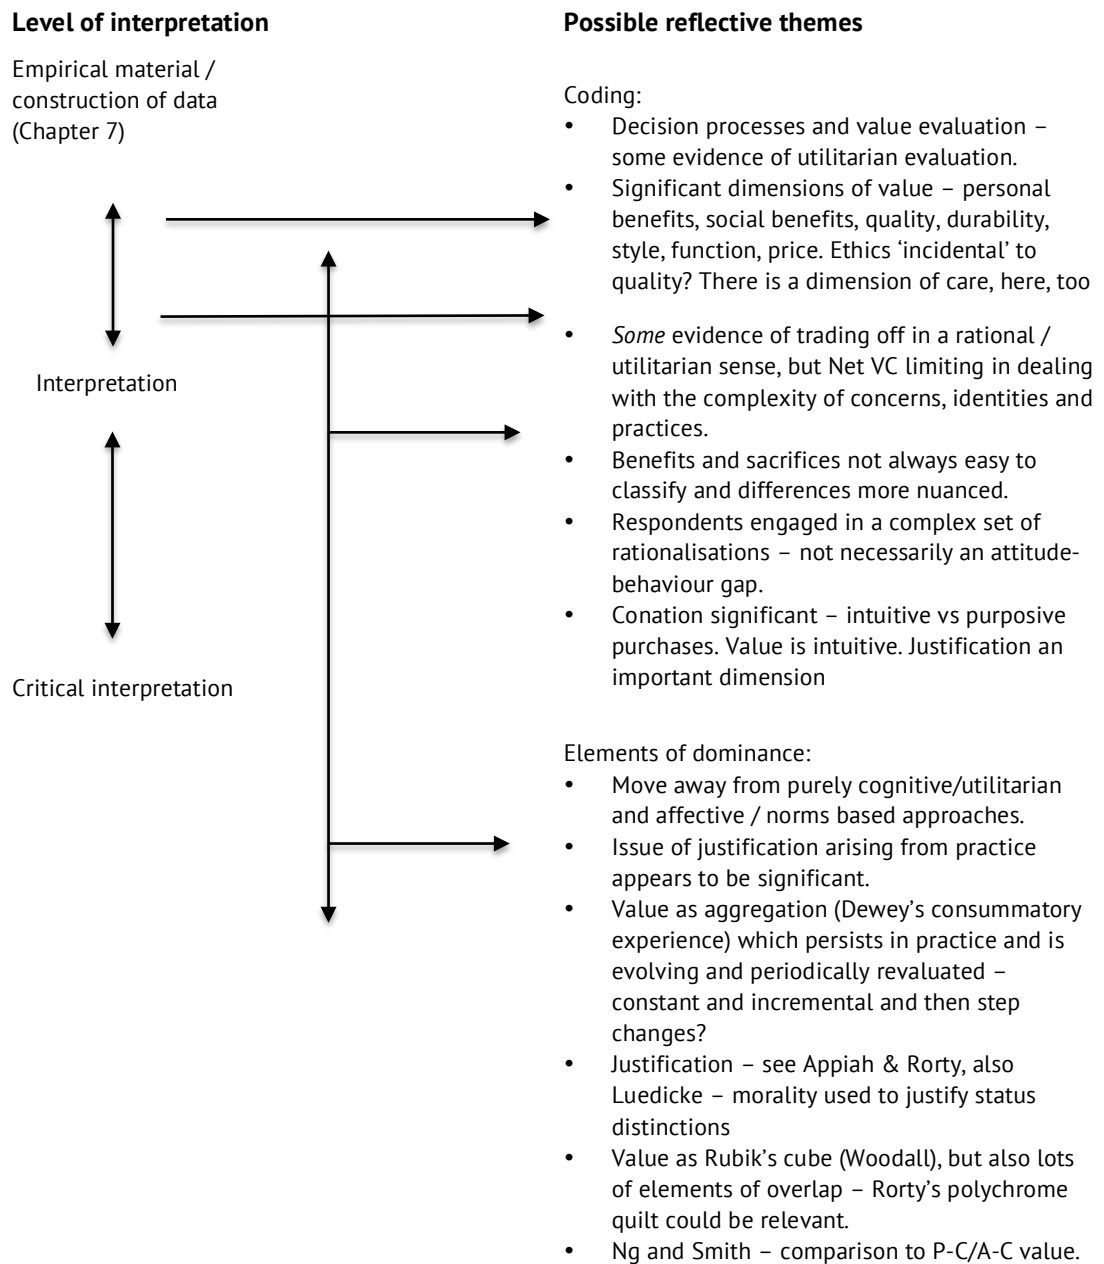 Level of interpretation
Possible reflective themes
Empirical material /
construction of data
(Chapter 7)
Interpretation
Critical interpretation
Coding:
• Decision processes and value evaluation –
some evidence of utilitarian evaluation.
• Significant dimensions of value – personal
benefits, social benefits, quality, durability,
style, function, price. Ethics ‘incidental’ to
quality? There is a dimension of care, here, too
• Some evidence of trading off in a rational /
utilitarian sense, but Net VC limiting in dealing
with the complexity of concerns, identities and
practices.
• Benefits and sacrifices not always easy to
classify and differences more nuanced.
• Respondents engaged in a complex set of
rationalisations – not necessarily an attitude-
behaviour gap.
• Conation significant – intuitive vs purposive
purchases. Value is intuitive. Justification an
important dimension
Elements of dominance:
• Move away from purely cognitive/utilitarian
and affective / norms based approaches.
• Issue of justification arising from practice
appears to be significant.
• Value as aggregation (Dewey’s consummatory
experience) which persists in practice and is
evolving and periodically revaluated –
constant and incremental and then step
changes?
• Justification – see Appiah & Rorty, also
Luedicke – morality used to justify status
distinctions
• Value as Rubik’s cube (Woodall), but also lots
of elements of overlap – Rorty’s polychrome
quilt could be relevant.
• Ng and Smith – comparison to P-C/A-C value.